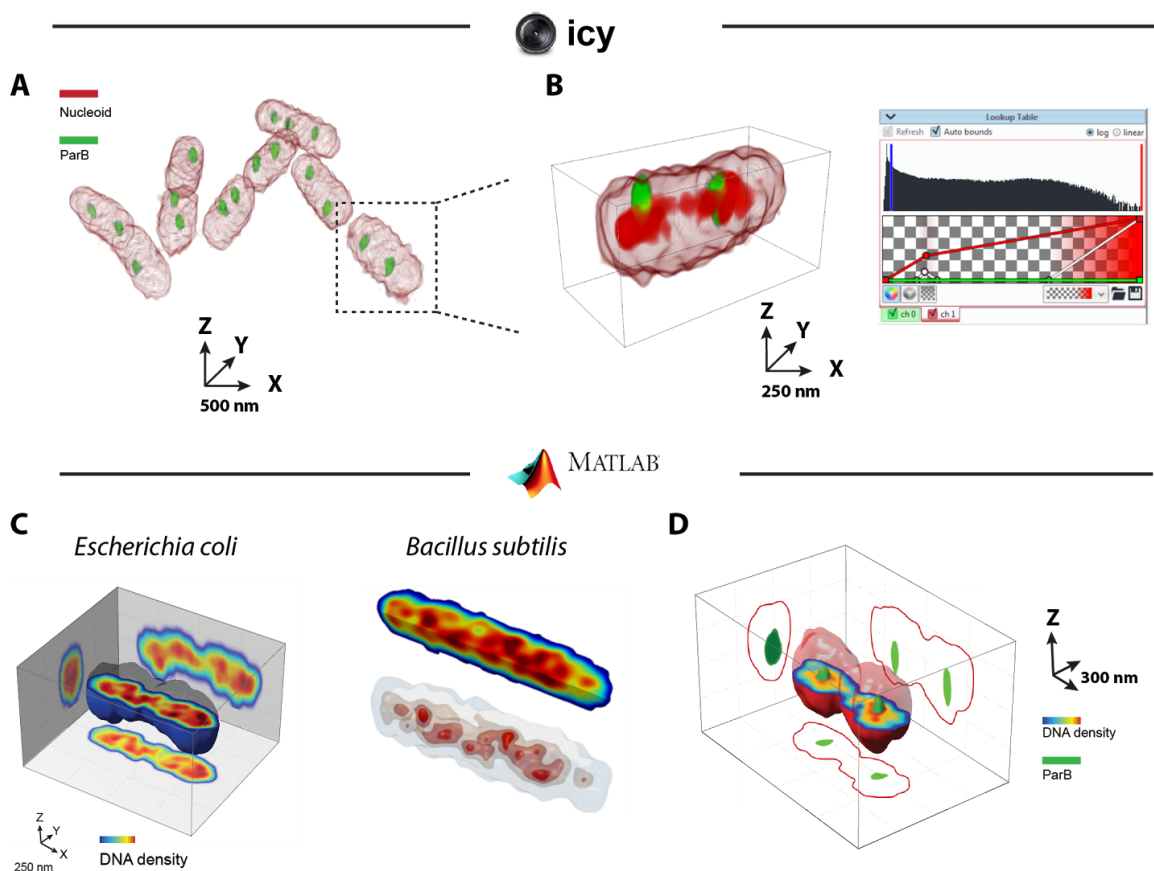 icy
A
Nucleoid
ParB
Z
Y
X
500 nm
B
Z
Y
X
250 nm
Lookup Table
Refresh Auto bounds log linear
ch 0 ch 1
MATLAB®
C
Escherichia coli
Bacillus subtilis
Z
Y
X
250 nm
DNA density
D
Z
300 nm
DNA density
ParB